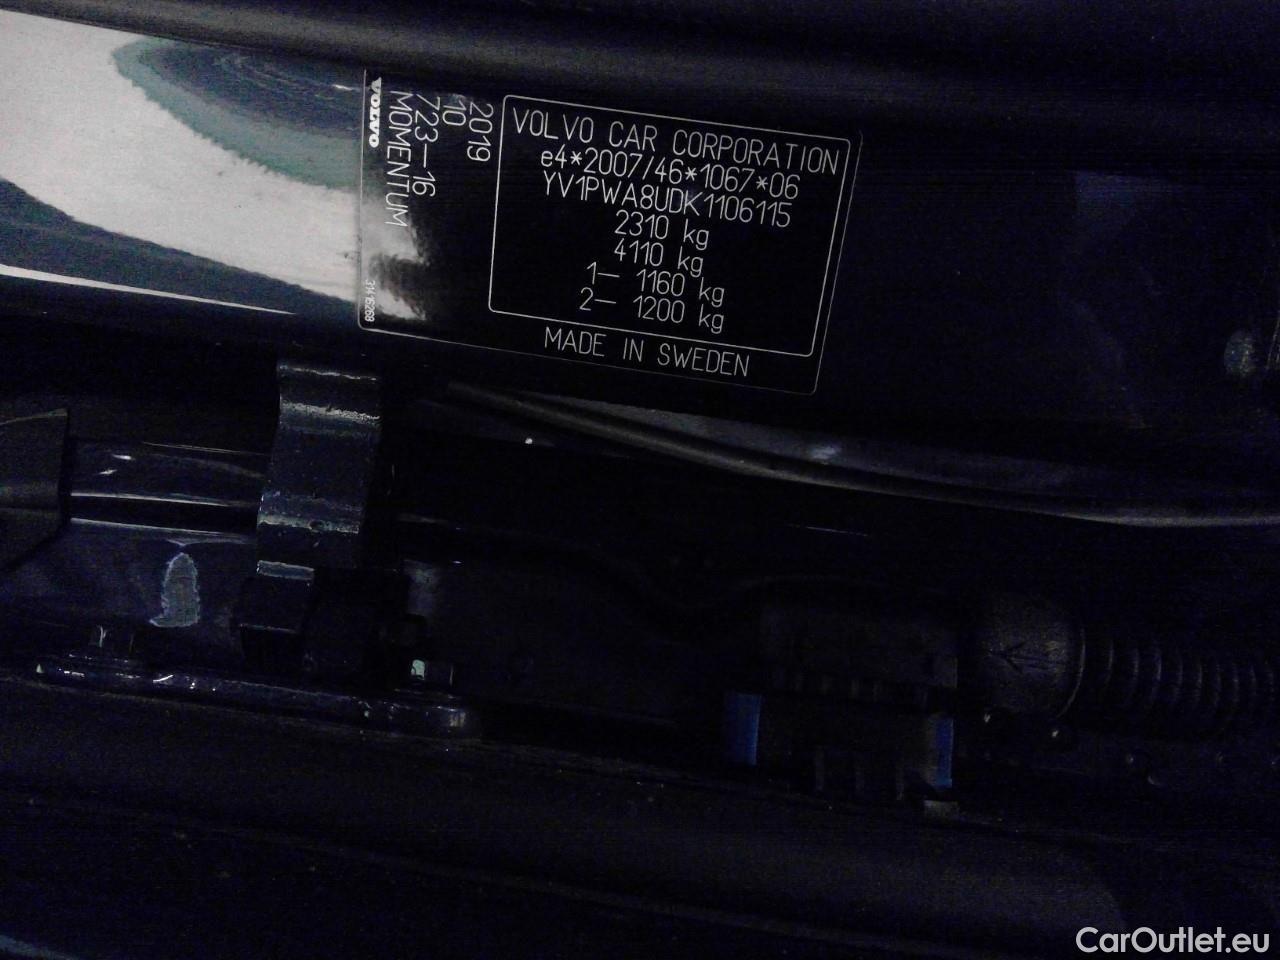 VOLVO CAR CORPORATION
e4*2007/46*1067*06
YV1PWA8UDK1106115
2310 kg
4110 kg
1— 1160 kg
2— 1200 kg
MADE IN SWEDEN
2019
10
723—16
MOMENTUM
VOLVO
31416268
CarOutlet.eu